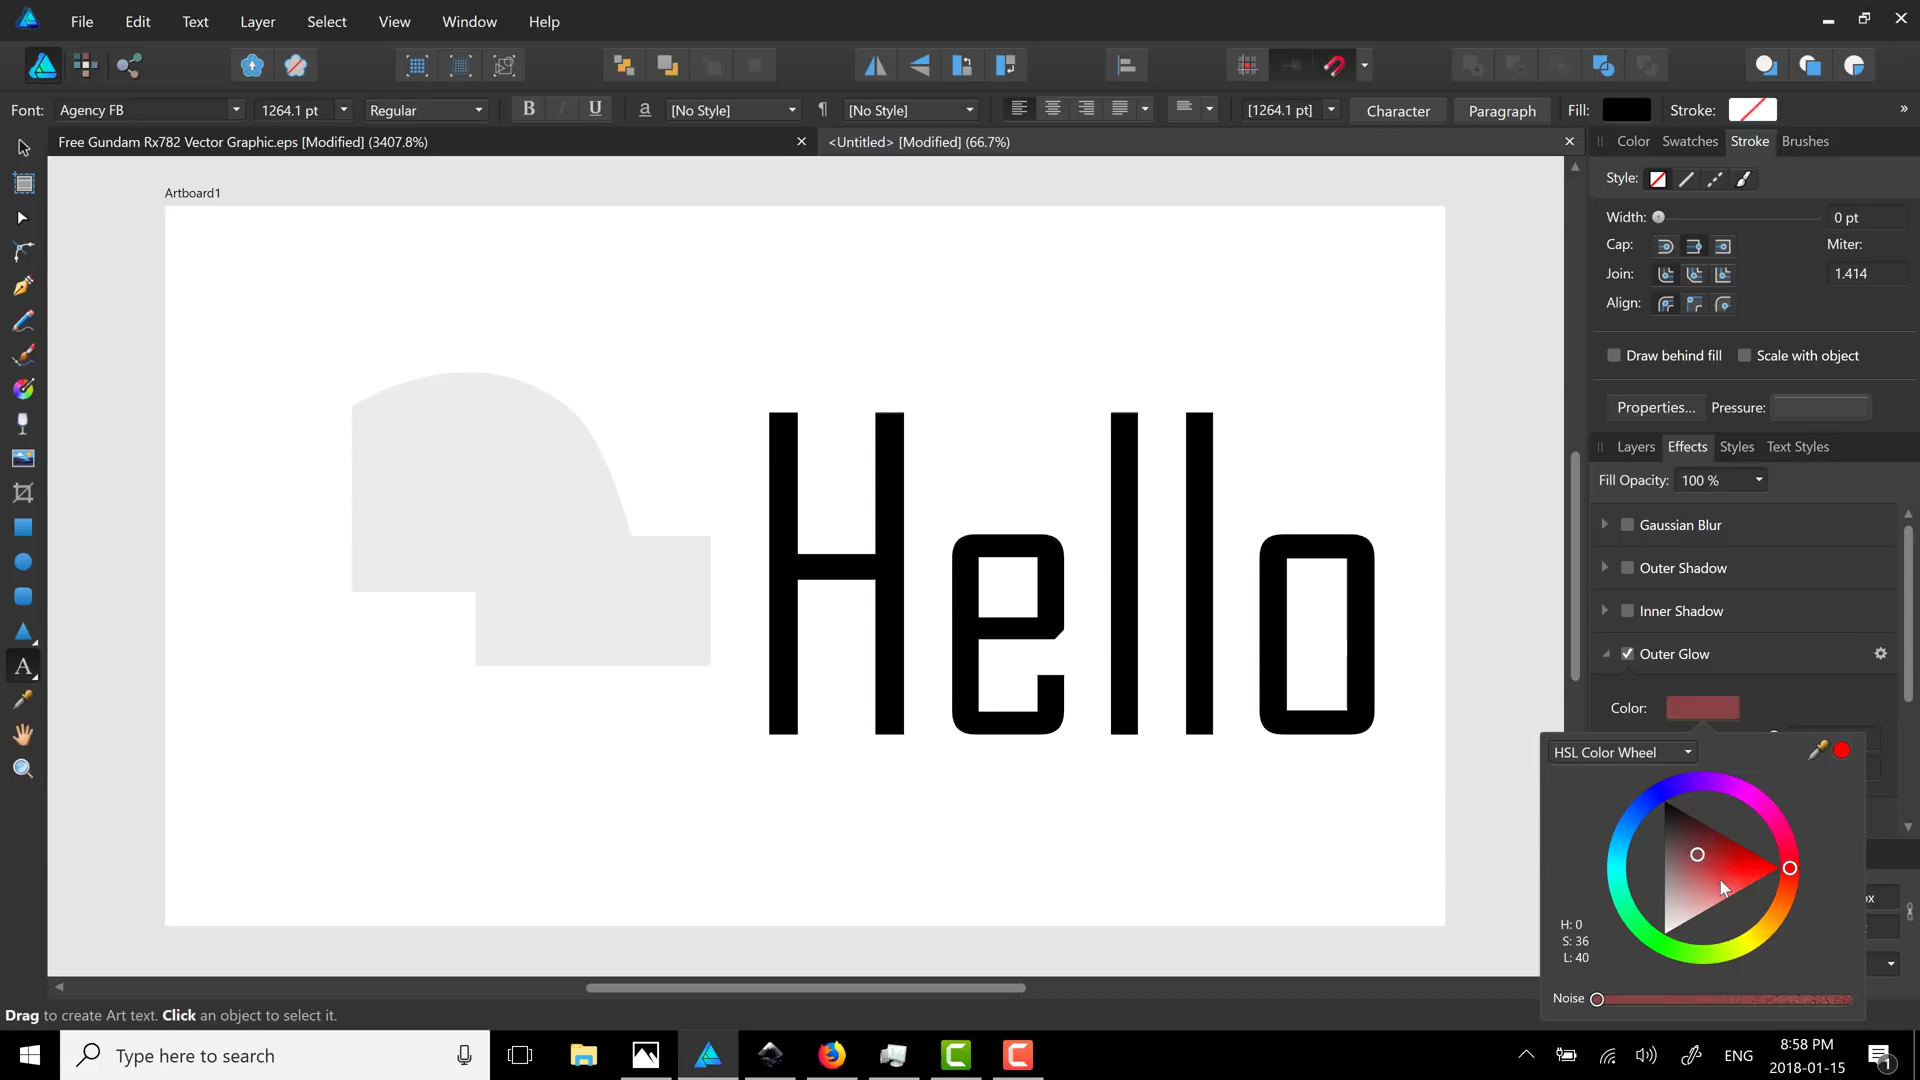 File Edit Text Layer Select View Window Help
Font: Agency FB 1264.1 pt Regular B U a [No Style] ¶ [No Style] [1264.1 pt] Character Paragraph Fill: Stroke: »
Free Gundam Rx782 Vector Graphic.eps [Modified] (3407.8%) <Untitled> [Modified] (66.7%)
Color Swatches Stroke Brushes
Style:
Width: 0 pt
Cap: Miter:
Join: 1.414
Align:
Draw behind fill Scale with object
Properties... Pressure:
Layers Effects Styles Text Styles
Fill Opacity: 100 %
Gaussian Blur
Outer Shadow
Inner Shadow
Outer Glow
Color:
HSL Color Wheel
H: 0
S: 36
L: 40
Noise
Artboard1
Hello
A
Drag to create Art text. Click an object to select it.
Type here to search
ENG
8:58 PM
2018-01-15
1